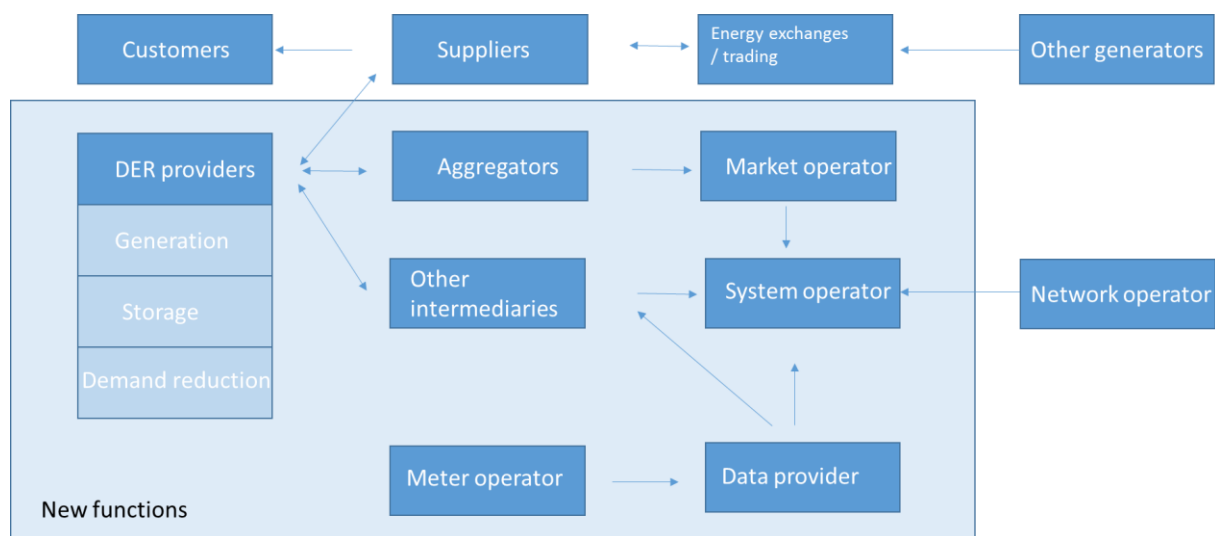 Customers
Suppliers
Energy exchanges
/ trading
Other generators
DER providers
Aggregators
Market operator
Generation
Other
intermediaries
System operator
Network operator
Storage
Demand reduction
Meter operator
Data provider
New functions